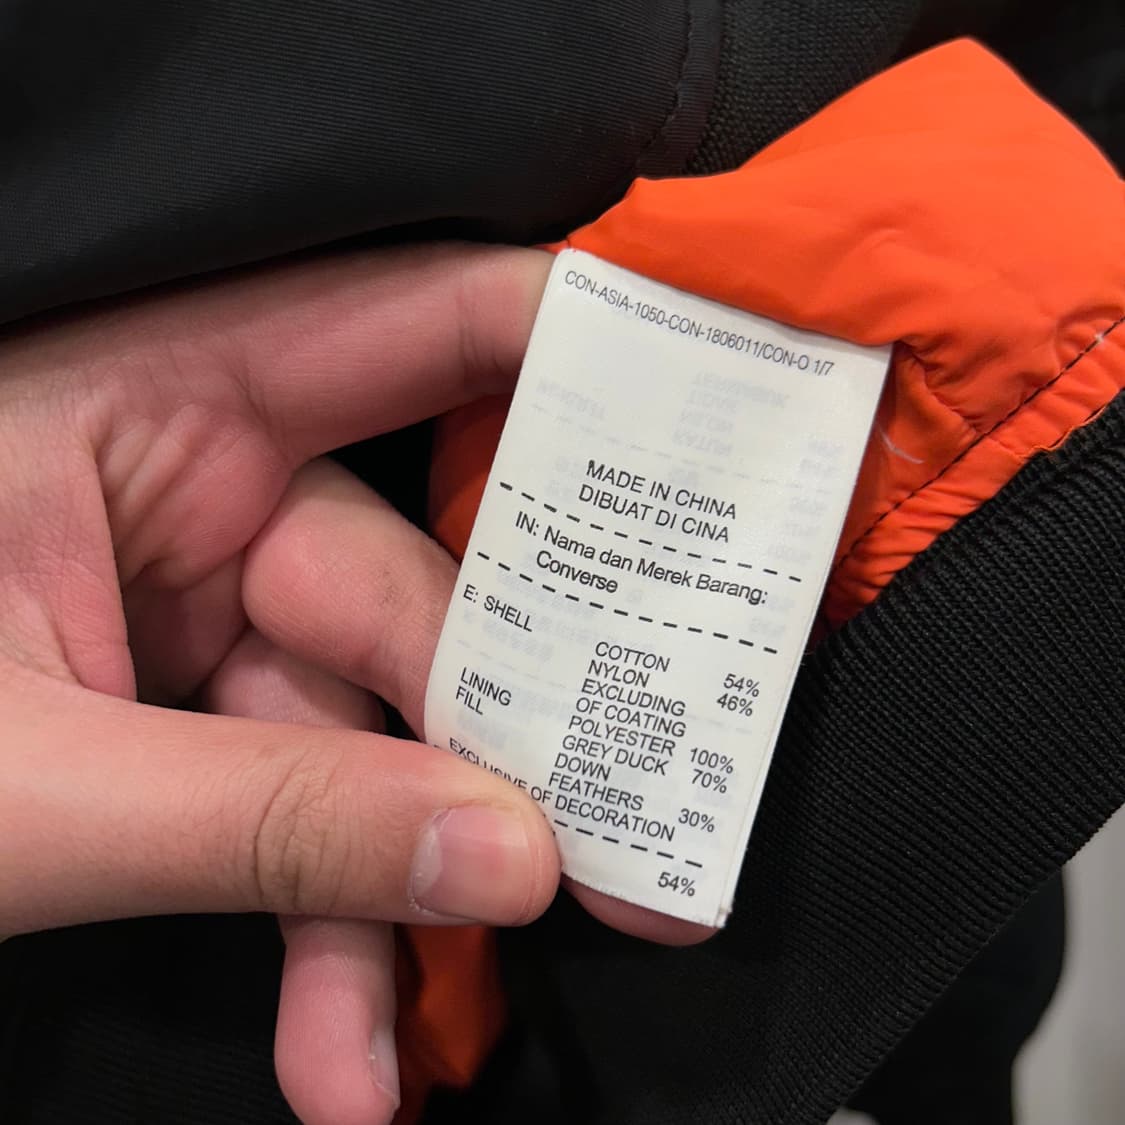 CON-ASIA-1050-CON-1806011/CON-O 1/7
MADE IN CHINA
DIBUAT DI CINA
IN: Nama dan Merek Barang:
Converse
E: SHELL
COTTON 54%
NYLON 46%
EXCLUDING
OF COATING
LINING POLYESTER 100%
FILL GREY DUCK 70%
DOWN
FEATHERS 30%
EXCLUSIVE OF DECORATION
54%